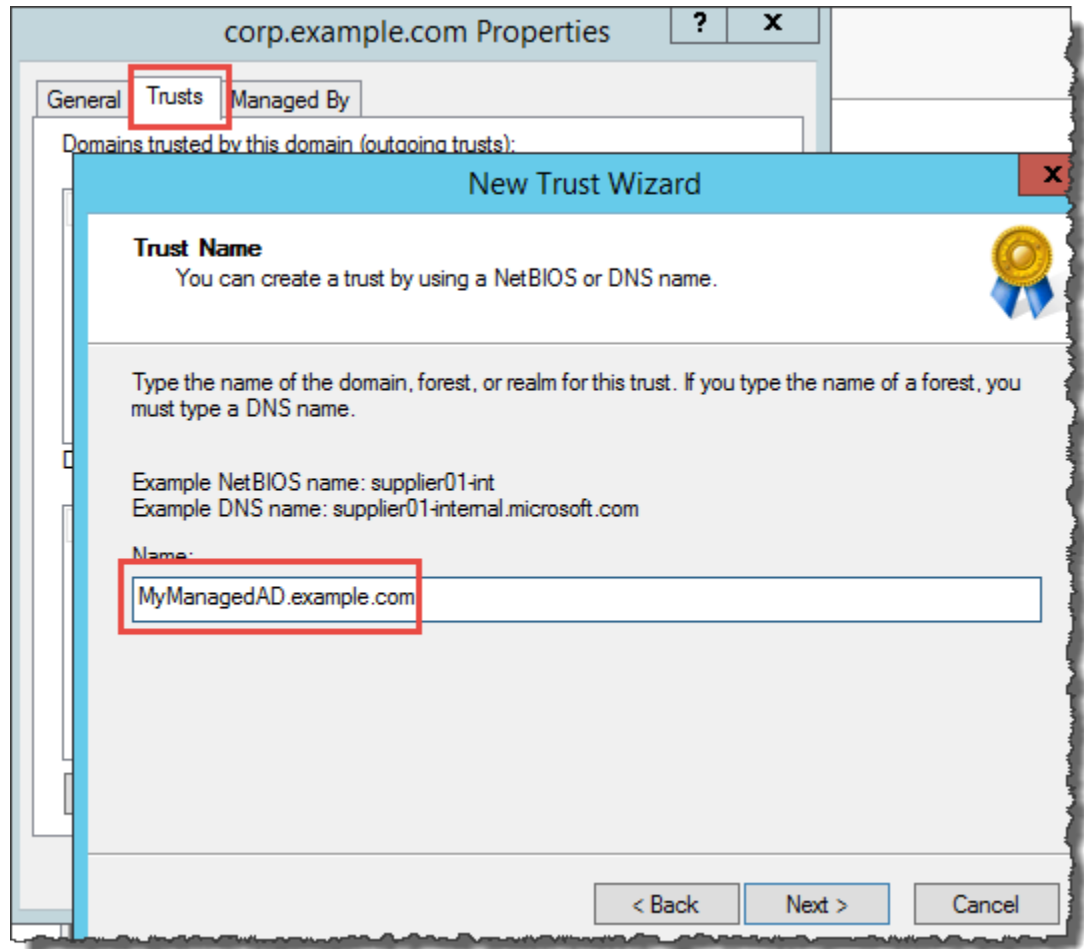 corp.example.com Properties
?
x
General
Trusts
Managed By
Domains trusted by this domain (outgoing trusts):
New Trust Wizard
x
Trust Name
You can create a trust by using a NetBIOS or DNS name.
Type the name of the domain, forest, or realm for this trust. If you type the name of a forest, you
must type a DNS name.
Example NetBIOS name: supplier01-int
Example DNS name: supplier01-internal.microsoft.com
Name:
MyManagedAD.example.com
< Back
Next >
Cancel